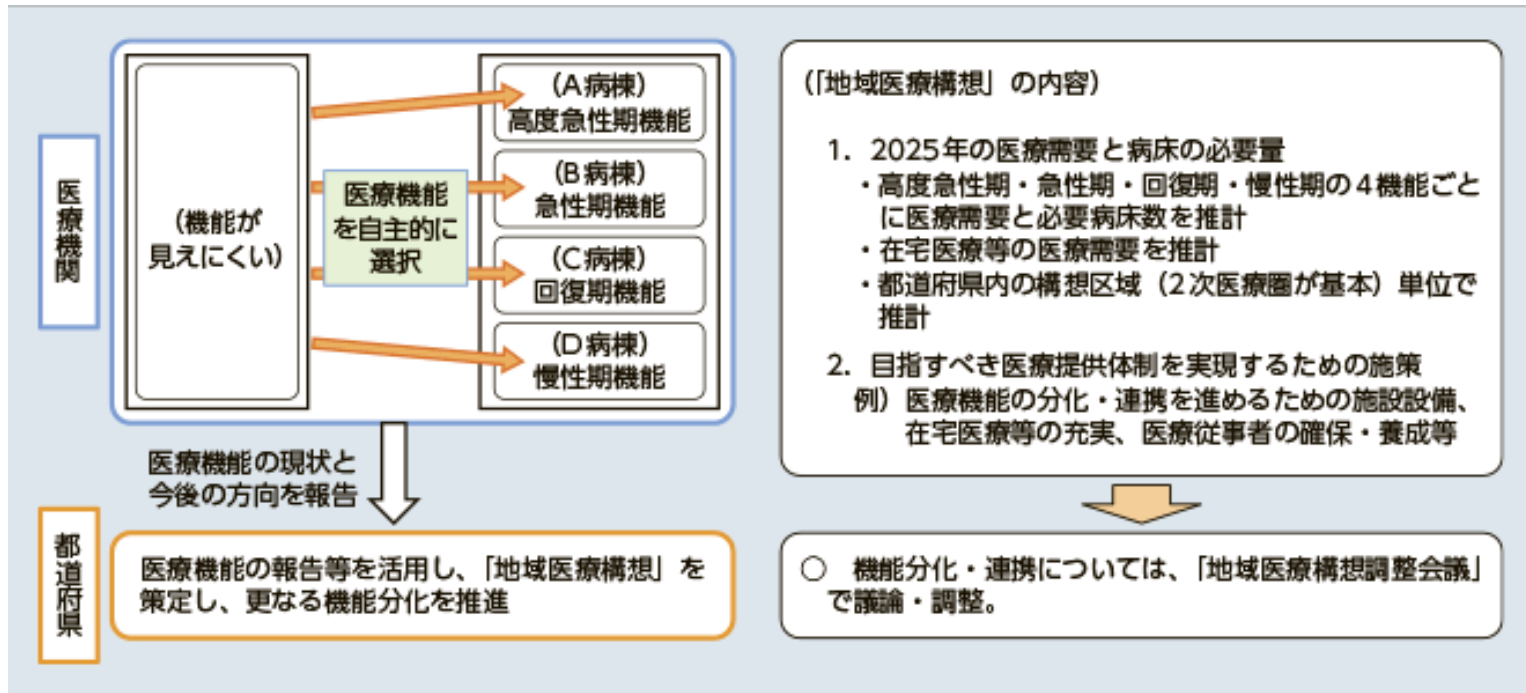 医療機関
(機能が
見えにくい)
医療機能
を自主的に
選択
(A病棟)
高度急性期機能
(B病棟)
急性期機能
(C病棟)
回復期機能
(D病棟)
慢性期機能
医療機能の現状と
今後の方向を報告
都道府県
医療機能の報告等を活用し、「地域医療構想」を
策定し、更なる機能分化を推進
(「地域医療構想」の内容)
1．2025年の医療需要と病床の必要量
・高度急性期・急性期・回復期・慢性期の４機能ごと
に医療需要と必要病床数を推計
・在宅医療等の医療需要を推計
・都道府県内の構想区域（２次医療圏が基本）単位で
推計
2．目指すべき医療提供体制を実現するための施策
例）医療機能の分化・連携を進めるための施設設備、
在宅医療等の充実、医療従事者の確保・養成等
○　機能分化・連携については、「地域医療構想調整会議」
で議論・調整。